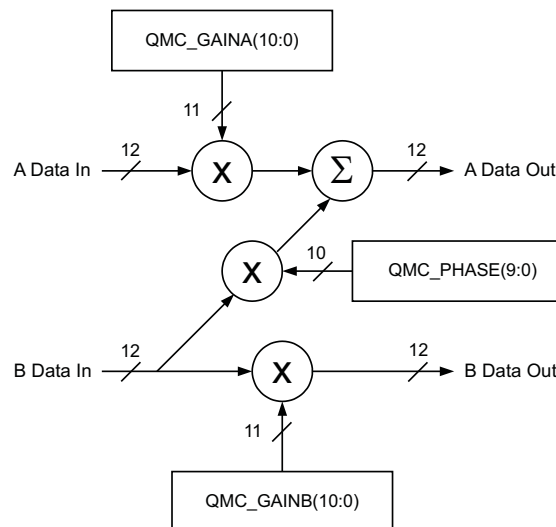 QMC_GAINA(10:0)
11
12
12
A Data In
X
Σ
A Data Out
10
X
QMC_PHASE(9:0)
12
12
B Data In
X
B Data Out
11
QMC_GAINB(10:0)